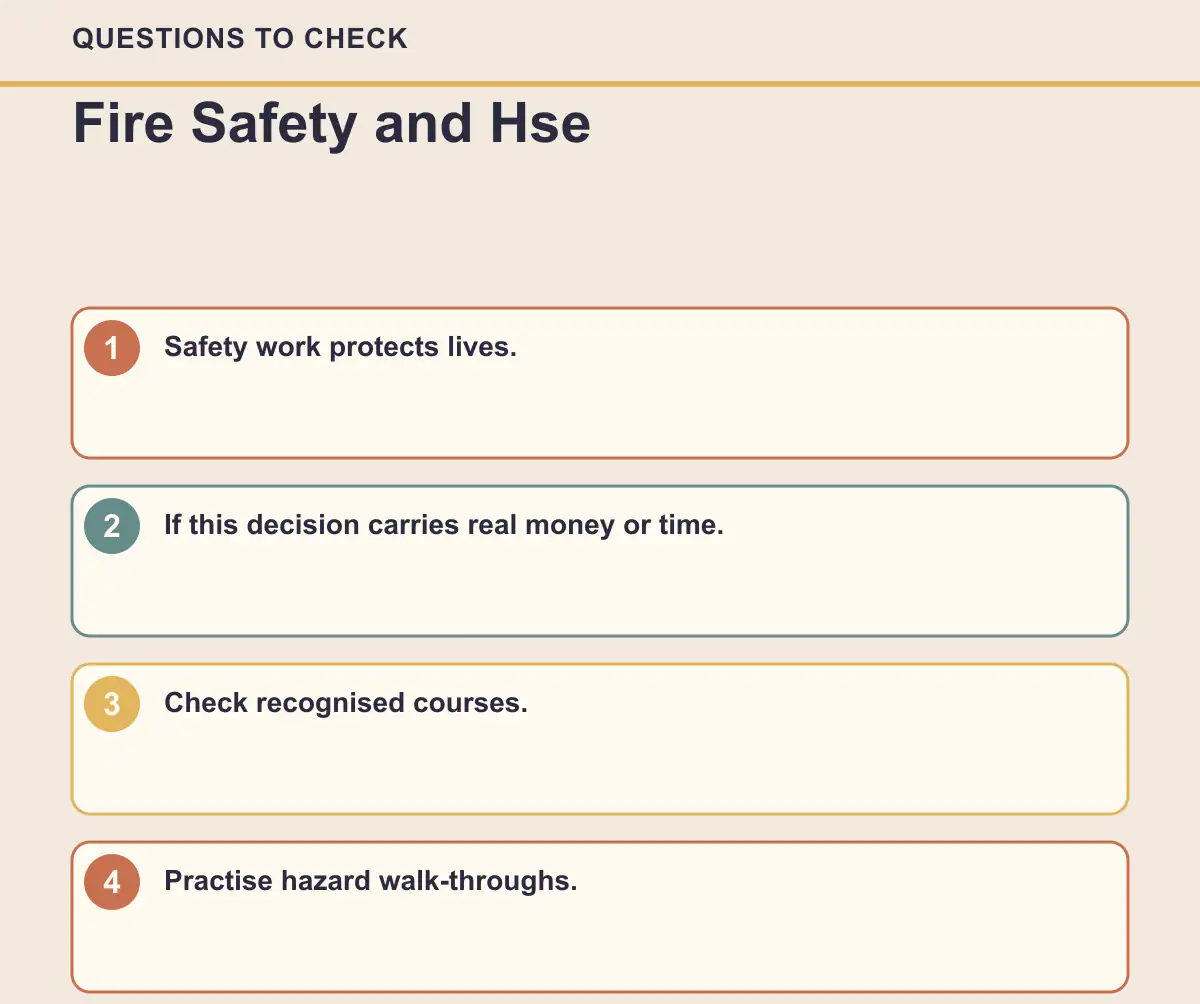 QUESTIONS TO CHECK
Fire Safety and Hse
1 Safety work protects lives.
2 If this decision carries real money or time.
3 Check recognised courses.
4 Practise hazard walk-throughs.